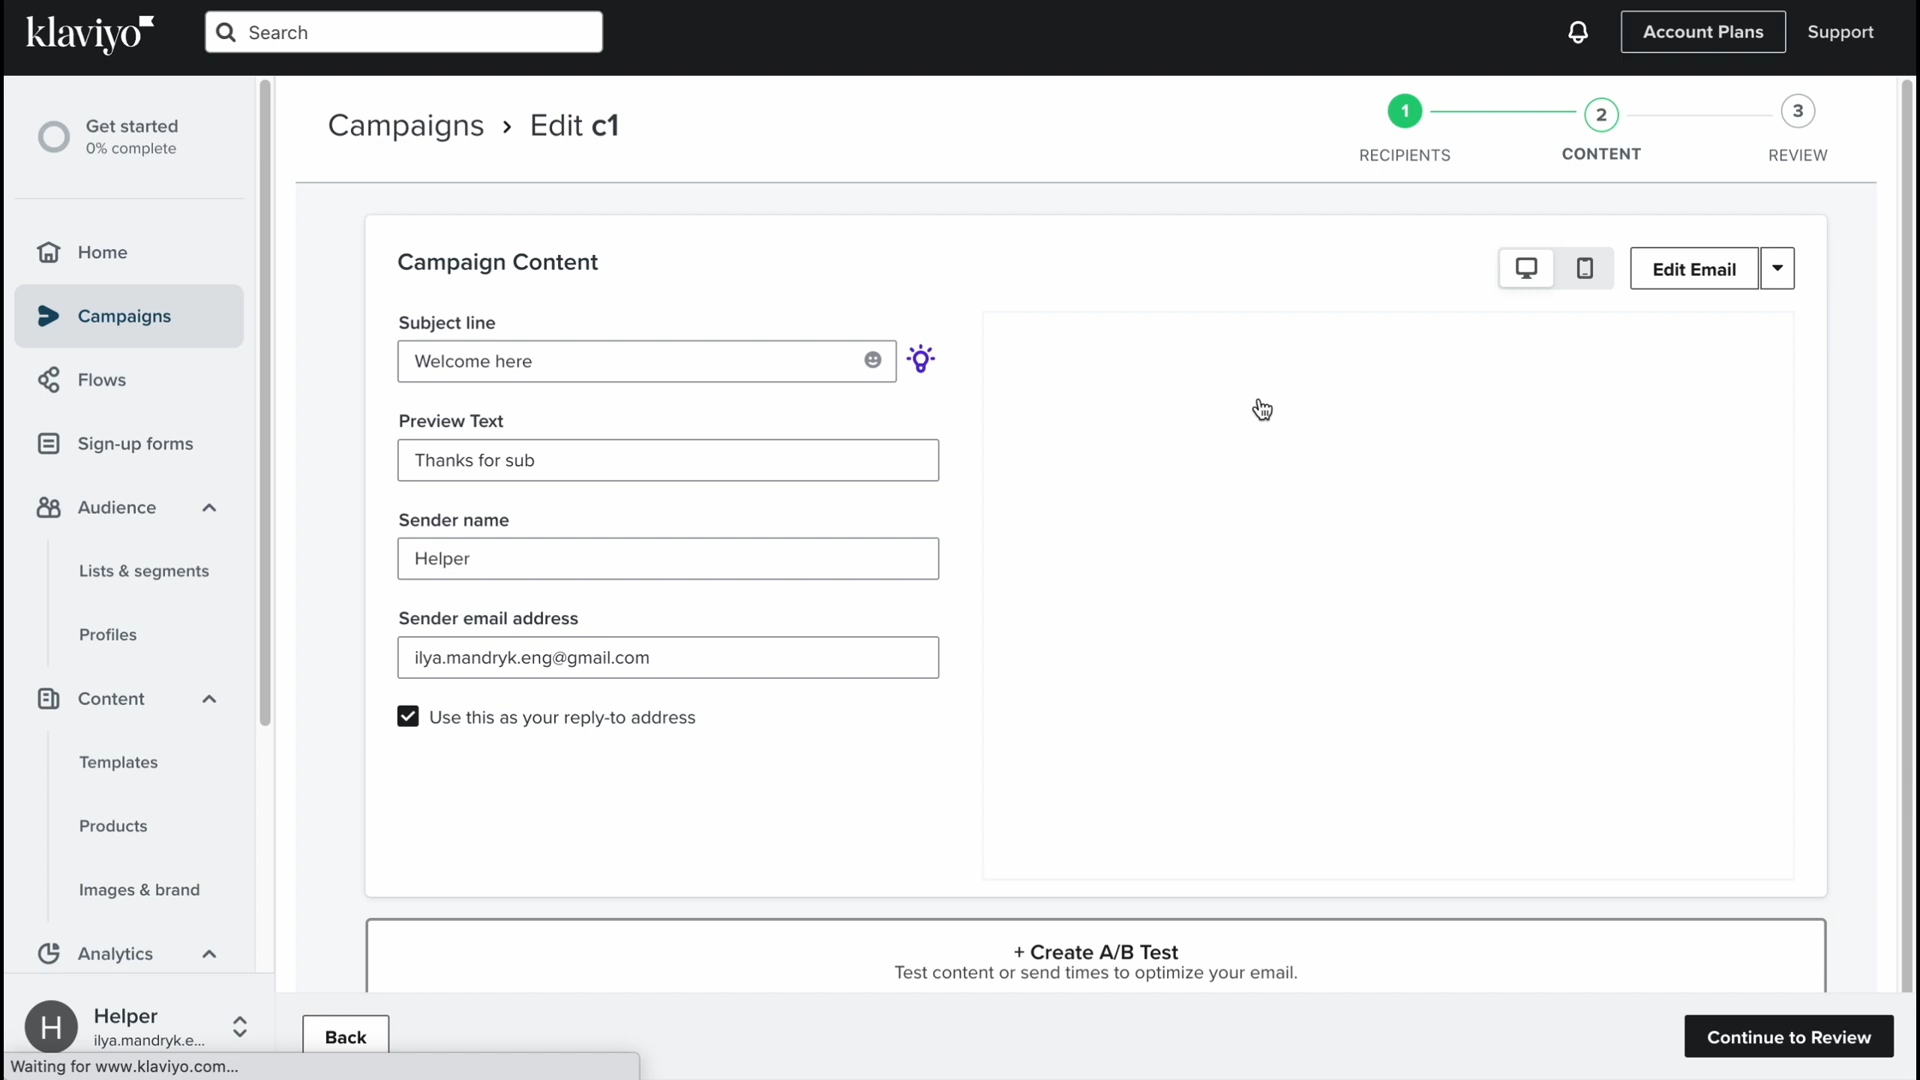 klaviyo
Search
Account Plans
Support
Get started
0% complete
Campaigns › Edit c1
1
2
3
RECIPIENTS
CONTENT
REVIEW
Home
Campaigns
Flows
Sign-up forms
Audience
Lists & segments
Profiles
Content
Templates
Products
Images & brand
Analytics
Campaign Content
Edit Email
Subject line
Welcome here
Preview Text
Thanks for sub
Sender name
Helper
Sender email address
ilya.mandryk.eng@gmail.com
Use this as your reply-to address
+ Create A/B Test
Test content or send times to optimize your email.
H
Helper
ilya.mandryk.e...
Back
Continue to Review
Waiting for www.klaviyo.com...